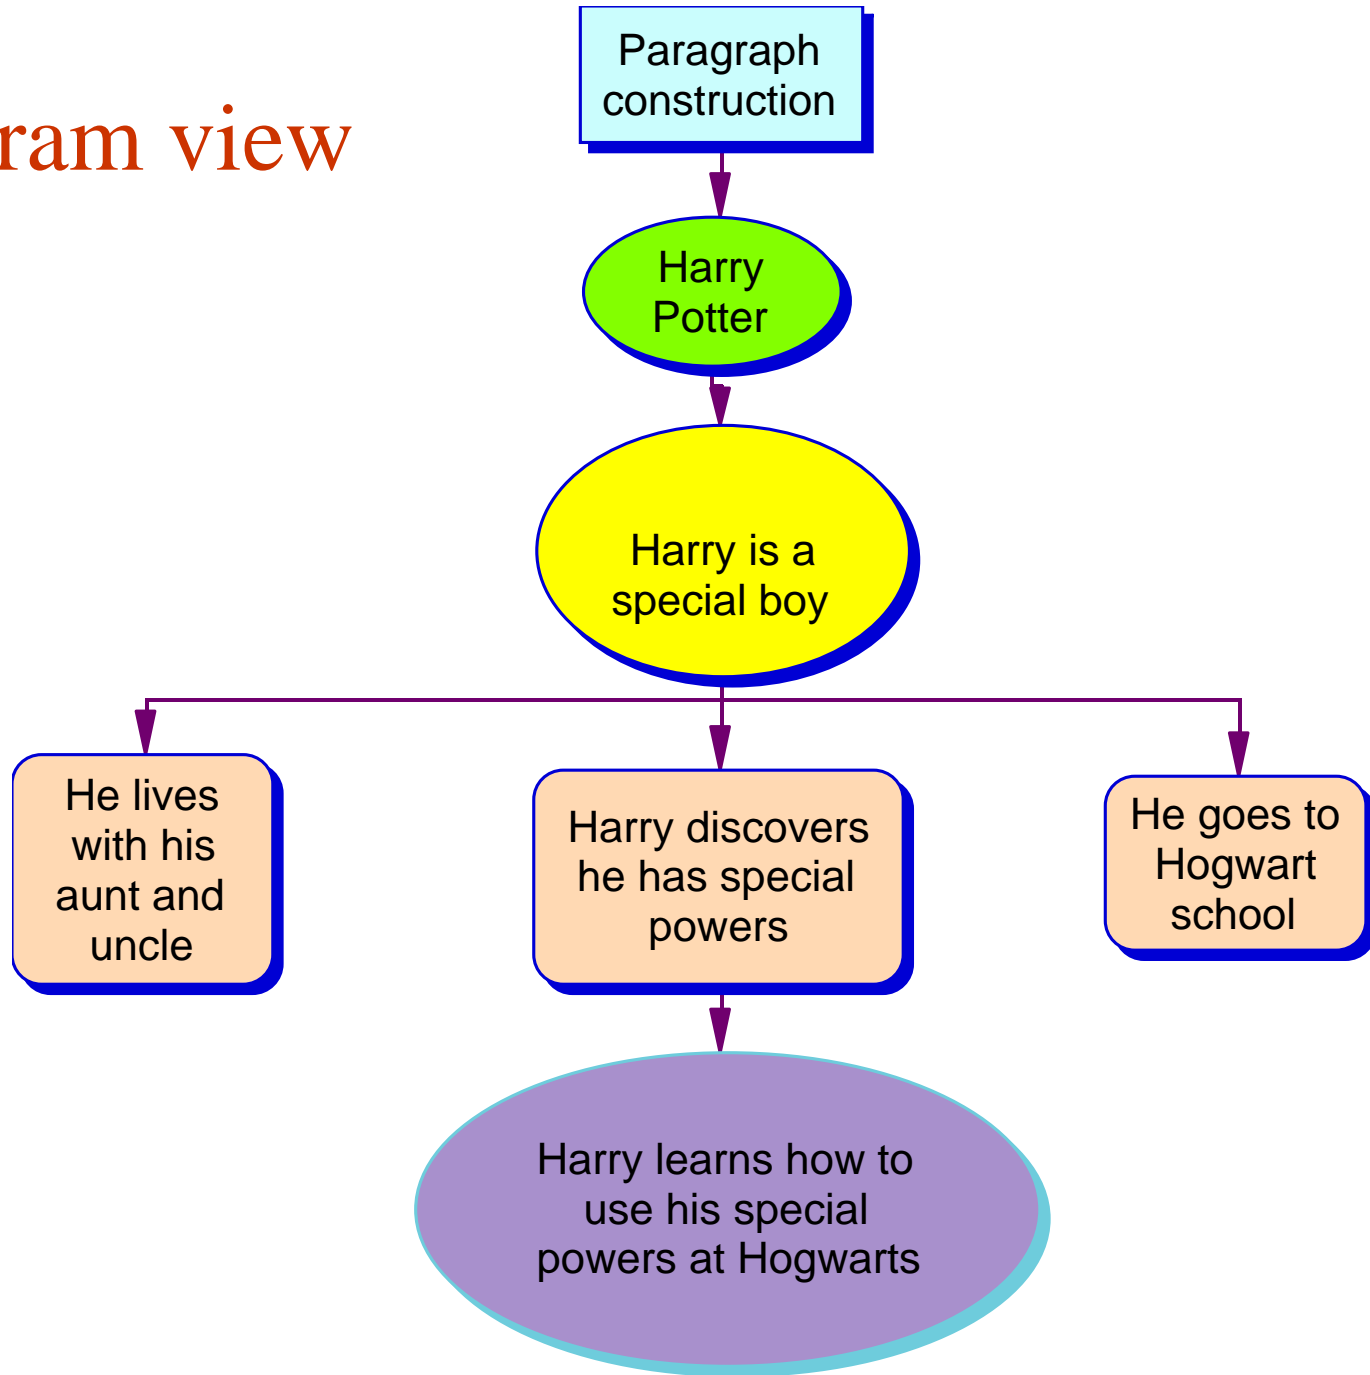 Paragraph
construction
ram view
Harry
Potter
Harry is a
special boy
He lives
with his
aunt and
uncle
Harry discovers
he has special
powers
He goes to
Hogwart
school
Harry learns how to
use his special
powers at Hogwarts